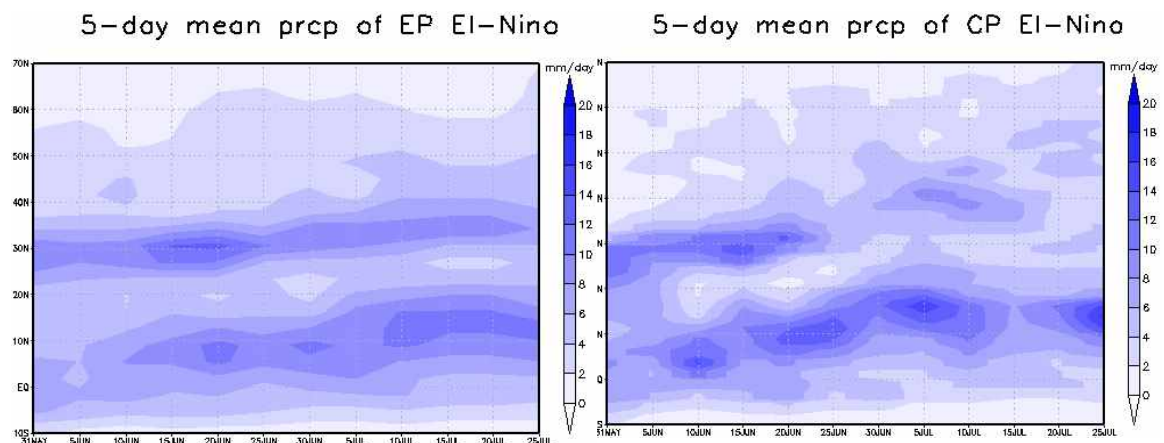 5-day mean prcp of EP El-Nino
mm/day
70N
60N
50N
40N
30N
20N
10N
EQ
10S
20
18
16
14
12
10
8
6
4
2
0
31MAY 5JUN 10JUN 15JUN 20JUN 25JUN 30JUN 5JUL 10JUL 15JUL 20JUL 25JUL
5-day mean prcp of CP El-Nino
mm/day
N
N
N
N
N
N
N
Q
S
20
18
16
14
12
10
8
6
4
2
0
31MAY 5JUN 10JUN 15JUN 20JUN 25JUN 30JUN 5JUL 10JUL 15JUL 20JUL 25JUL